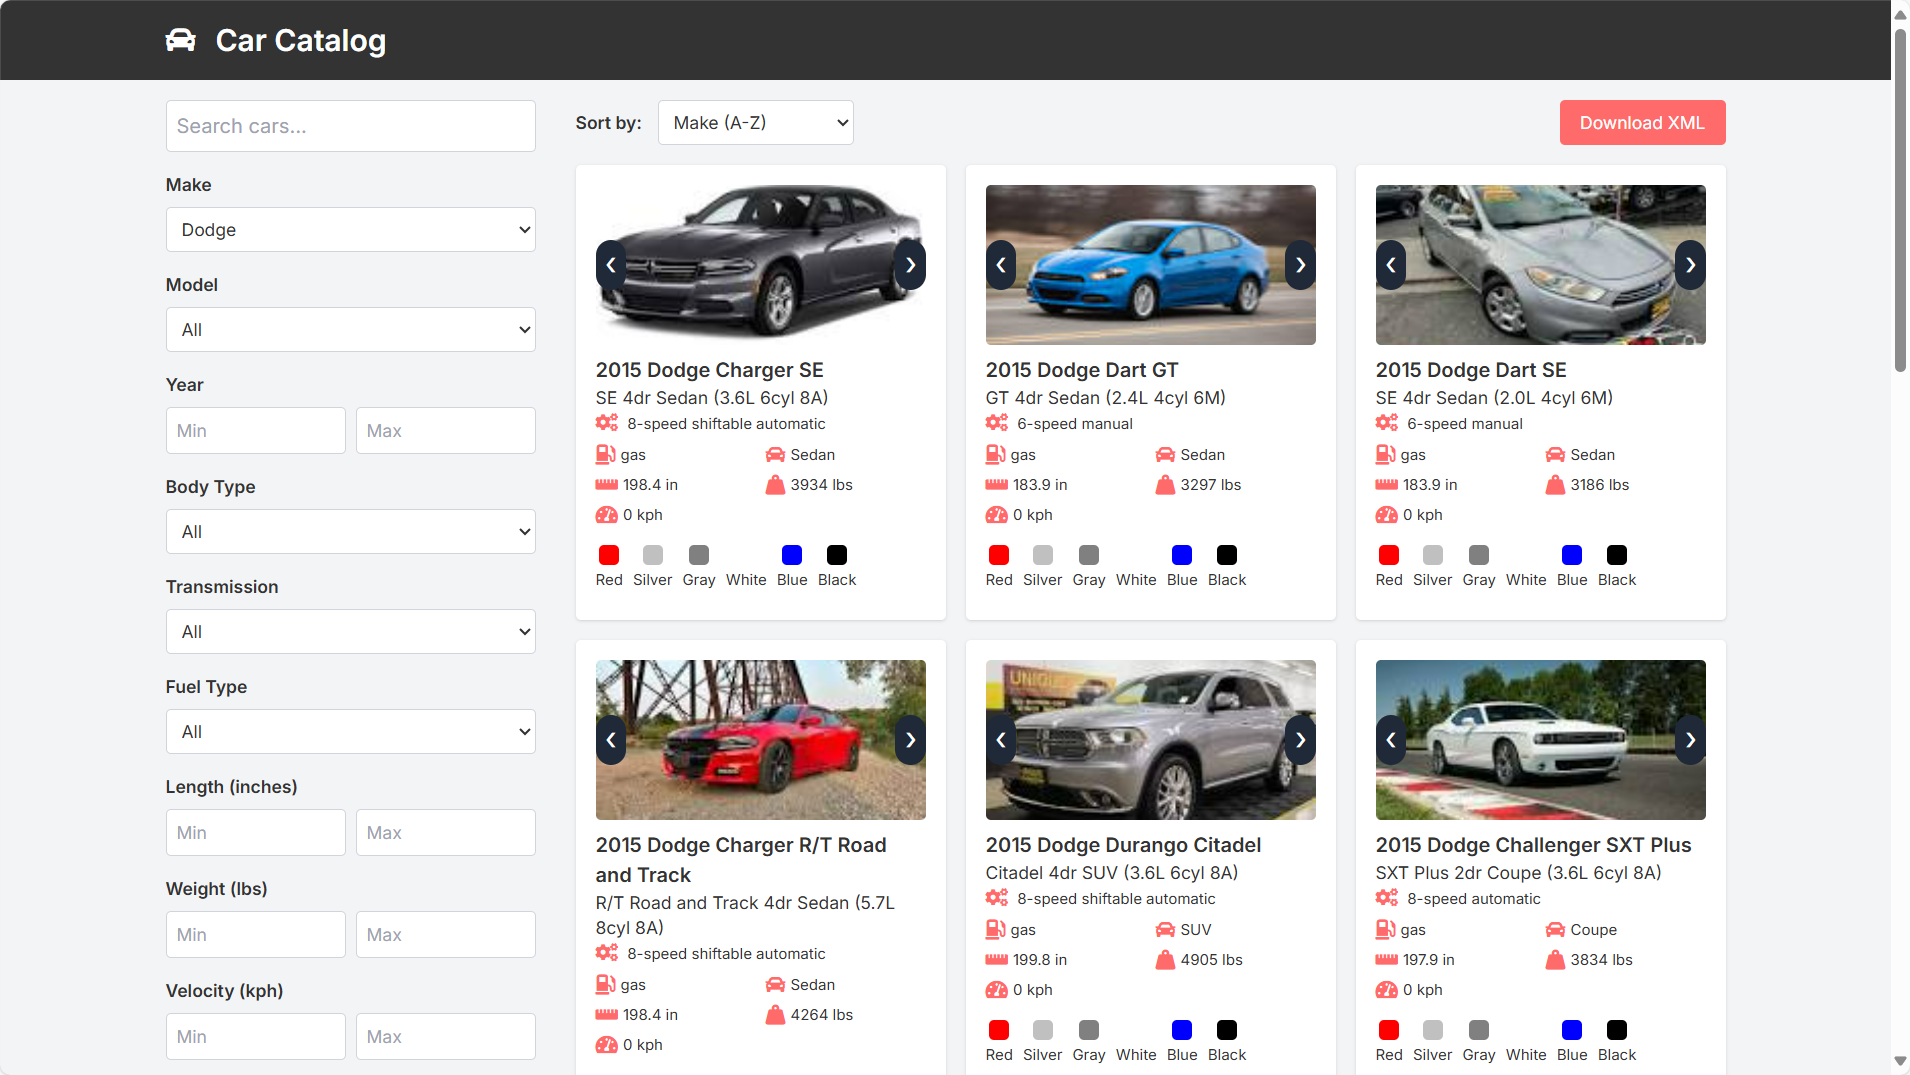 Car Catalog
Search cars...
Make
Dodge
Model
All
Year
Min Max
Body Type
All
Transmission
All
Fuel Type
All
Length (inches)
Min Max
Weight (lbs)
Min Max
Velocity (kph)
Min Max
Sort by: Make (A-Z)
Download XML
2015 Dodge Charger SE
SE 4dr Sedan (3.6L 6cyl 8A)
8-speed shiftable automatic
gas Sedan
198.4 in 3934 lbs
0 kph
Red Silver Gray White Blue Black
2015 Dodge Dart GT
GT 4dr Sedan (2.4L 4cyl 6M)
6-speed manual
gas Sedan
183.9 in 3297 lbs
0 kph
Red Silver Gray White Blue Black
2015 Dodge Dart SE
SE 4dr Sedan (2.0L 4cyl 6M)
6-speed manual
gas Sedan
183.9 in 3186 lbs
0 kph
Red Silver Gray White Blue Black
2015 Dodge Charger R/T Road
and Track
R/T Road and Track 4dr Sedan (5.7L
8cyl 8A)
8-speed shiftable automatic
gas Sedan
198.4 in 4264 lbs
0 kph
2015 Dodge Durango Citadel
Citadel 4dr SUV (3.6L 6cyl 8A)
8-speed shiftable automatic
gas SUV
199.8 in 4905 lbs
0 kph
Red Silver Gray White Blue Black
2015 Dodge Challenger SXT Plus
SXT Plus 2dr Coupe (3.6L 6cyl 8A)
8-speed automatic
gas Coupe
197.9 in 3834 lbs
0 kph
Red Silver Gray White Blue Black